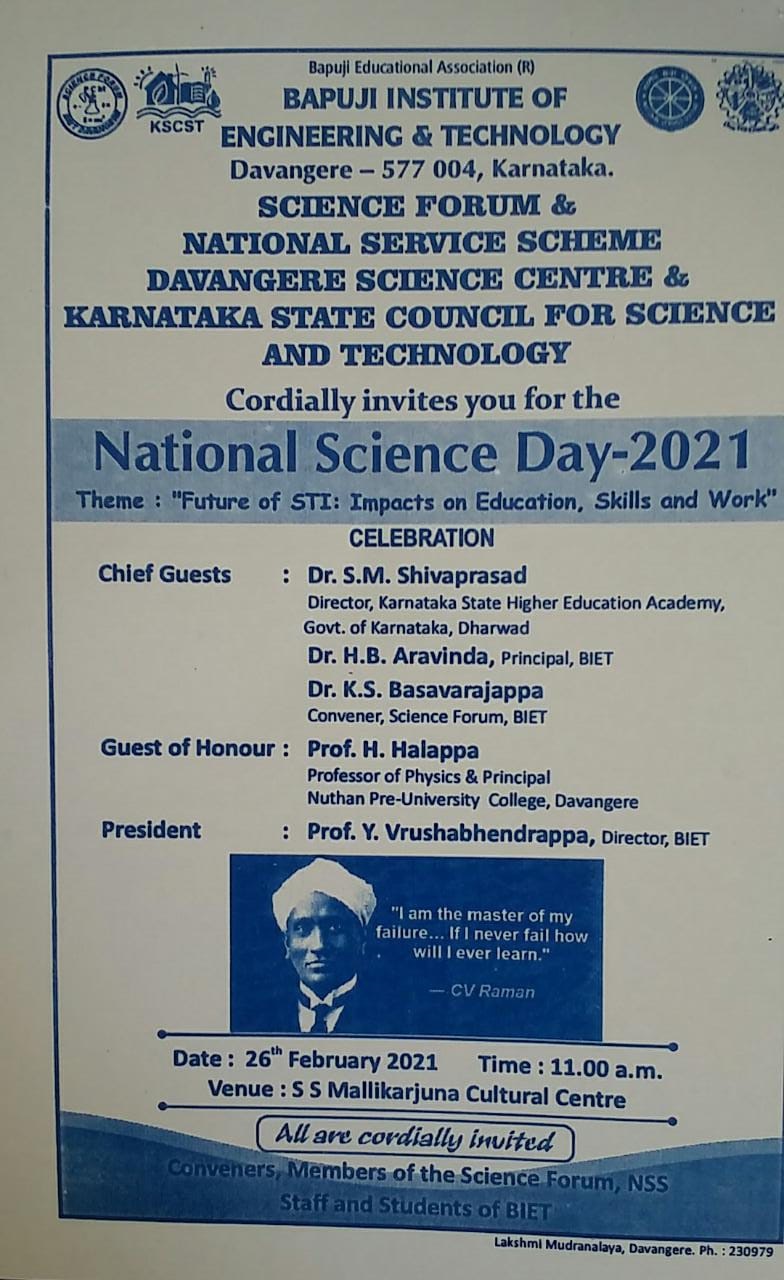 Bapuji Educational Association (R)
BAPUJI INSTITUTE OF
ENGINEERING & TECHNOLOGY
Davangere – 577 004, Karnataka.
KSCST
SCIENCE FORUM
SCIENCE FORUM &
NATIONAL SERVICE SCHEME
DAVANGERE SCIENCE CENTRE &
KARNATAKA STATE COUNCIL FOR SCIENCE
AND TECHNOLOGY
Cordially invites you for the
National Science Day-2021
Theme : "Future of STI: Impacts on Education, Skills and Work"
CELEBRATION
Chief Guests : Dr. S.M. Shivaprasad
Director, Karnataka State Higher Education Academy,
Govt. of Karnataka, Dharwad
Dr. H.B. Aravinda, Principal, BIET
Dr. K.S. Basavarajappa
Convener, Science Forum, BIET
Guest of Honour : Prof. H. Halappa
Professor of Physics & Principal
Nuthan Pre-University College, Davangere
President : Prof. Y. Vrushabhendrappa, Director, BIET
"I am the master of my
failure... If I never fail how
will I ever learn."
— CV Raman
Date : 26th February 2021 Time : 11.00 a.m.
Venue : S S Mallikarjuna Cultural Centre
All are cordially invited
Conveners, Members of the Science Forum, NSS
Staff and Students of BIET
Lakshmi Mudranalaya, Davangere. Ph. : 230979